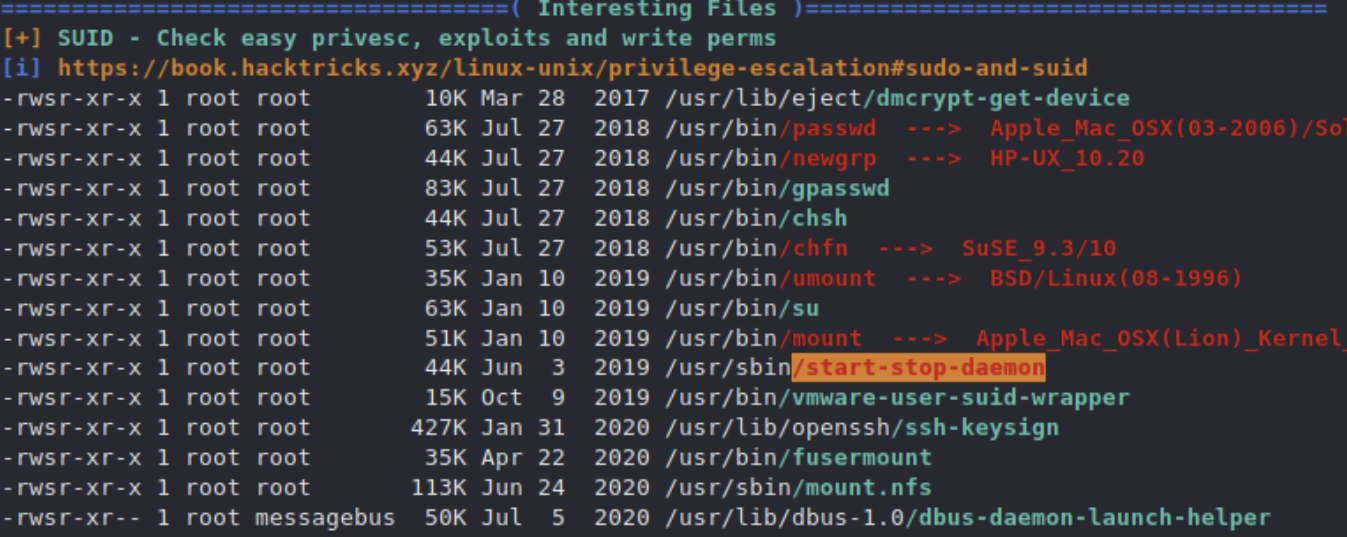 ====================================( Interesting Files )=====================================
[+] SUID - Check easy privesc, exploits and write perms
[i] https://book.hacktricks.xyz/linux-unix/privilege-escalation#sudo-and-suid
-rwsr-xr-x 1 root root        10K Mar 28  2017 /usr/lib/eject/dmcrypt-get-device
-rwsr-xr-x 1 root root        63K Jul 27  2018 /usr/bin/passwd  --->  Apple_Mac_OSX(03-2006)/Sol
-rwsr-xr-x 1 root root        44K Jul 27  2018 /usr/bin/newgrp  --->  HP-UX_10.20
-rwsr-xr-x 1 root root        83K Jul 27  2018 /usr/bin/gpasswd
-rwsr-xr-x 1 root root        44K Jul 27  2018 /usr/bin/chsh
-rwsr-xr-x 1 root root        53K Jul 27  2018 /usr/bin/chfn  --->  SuSE_9.3/10
-rwsr-xr-x 1 root root        35K Jan 10  2019 /usr/bin/umount  --->  BSD/Linux(08-1996)
-rwsr-xr-x 1 root root        63K Jan 10  2019 /usr/bin/su
-rwsr-xr-x 1 root root        51K Jan 10  2019 /usr/bin/mount  --->  Apple_Mac_OSX(Lion)_Kernel_
-rwsr-xr-x 1 root root        44K Jun  3  2019 /usr/sbin/start-stop-daemon
-rwsr-xr-x 1 root root        15K Oct  9  2019 /usr/bin/vmware-user-suid-wrapper
-rwsr-xr-x 1 root root       427K Jan 31  2020 /usr/lib/openssh/ssh-keysign
-rwsr-xr-x 1 root root        35K Apr 22  2020 /usr/bin/fusermount
-rwsr-xr-x 1 root root       113K Jun 24  2020 /usr/sbin/mount.nfs
-rwsr-xr-- 1 root messagebus  50K Jul  5  2020 /usr/lib/dbus-1.0/dbus-daemon-launch-helper